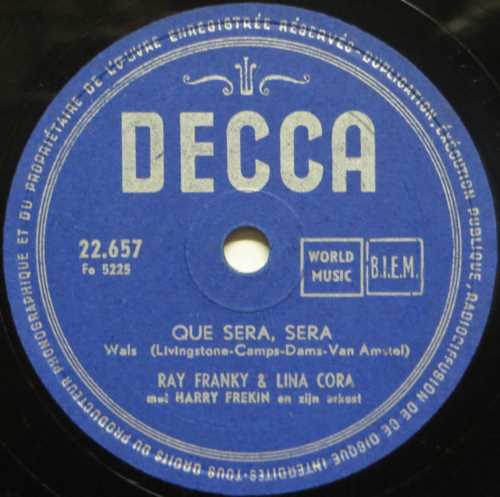 TOUS DROITS DU PRODUCTEUR PHONOGRAPHIQUE ET DU PROPRIÉTAIRE DE L'ŒUVRE ENREGISTRÉE RÉSERVÉS-DUPLICATION, EXÉCUTION PUBLIQUE, RADIODIFFUSION DE CE DISQUE INTERDITES-
DECCA
22.657
Fo 5225
WORLD MUSIC
B.I.E.M.
QUE SERA, SERA
Wals (Livingstone-Camps-Dams-Van Amstel)
RAY FRANKY & LINA CORA
met HARRY FREKIN en zijn orkest